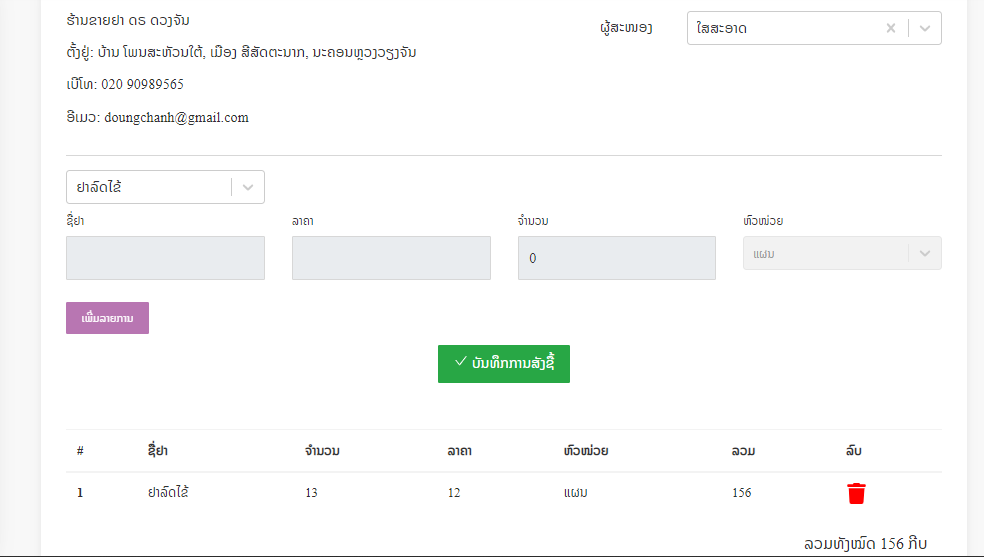 ຮ້ານຂາຍຢາ ດຣ ດວງຈັນ
ຜູ້ສະໜອງ
ໃສສະອາດ
ຕັ້ງຢູ່: ບ້ານ ໂພນສະຫ້ວນໃຕ້, ເມືອງ ສີສັດຕະນາກ, ນະຄອນຫຼວງວຽງຈັນ
ເບີໂທ: 020 90989565
ອີເມວ: doungchanh@gmail.com
ຢາລົດໄຂ້
ຊື່ຢາ ລາຄາ ຈຳນວນ ຫົວໜ່ວຍ
0 ແຜນ
ເພີ່ມລາຍການ
ບັນທຶກການສັ່ງຊື້
# ຊື່ຢາ ຈຳນວນ ລາຄາ ຫົວໜ່ວຍ ລວມ ລົບ
1 ຢາລົດໄຂ້ 13 12 ແຜນ 156
ລວມທັງໝົດ 156 ກີບ